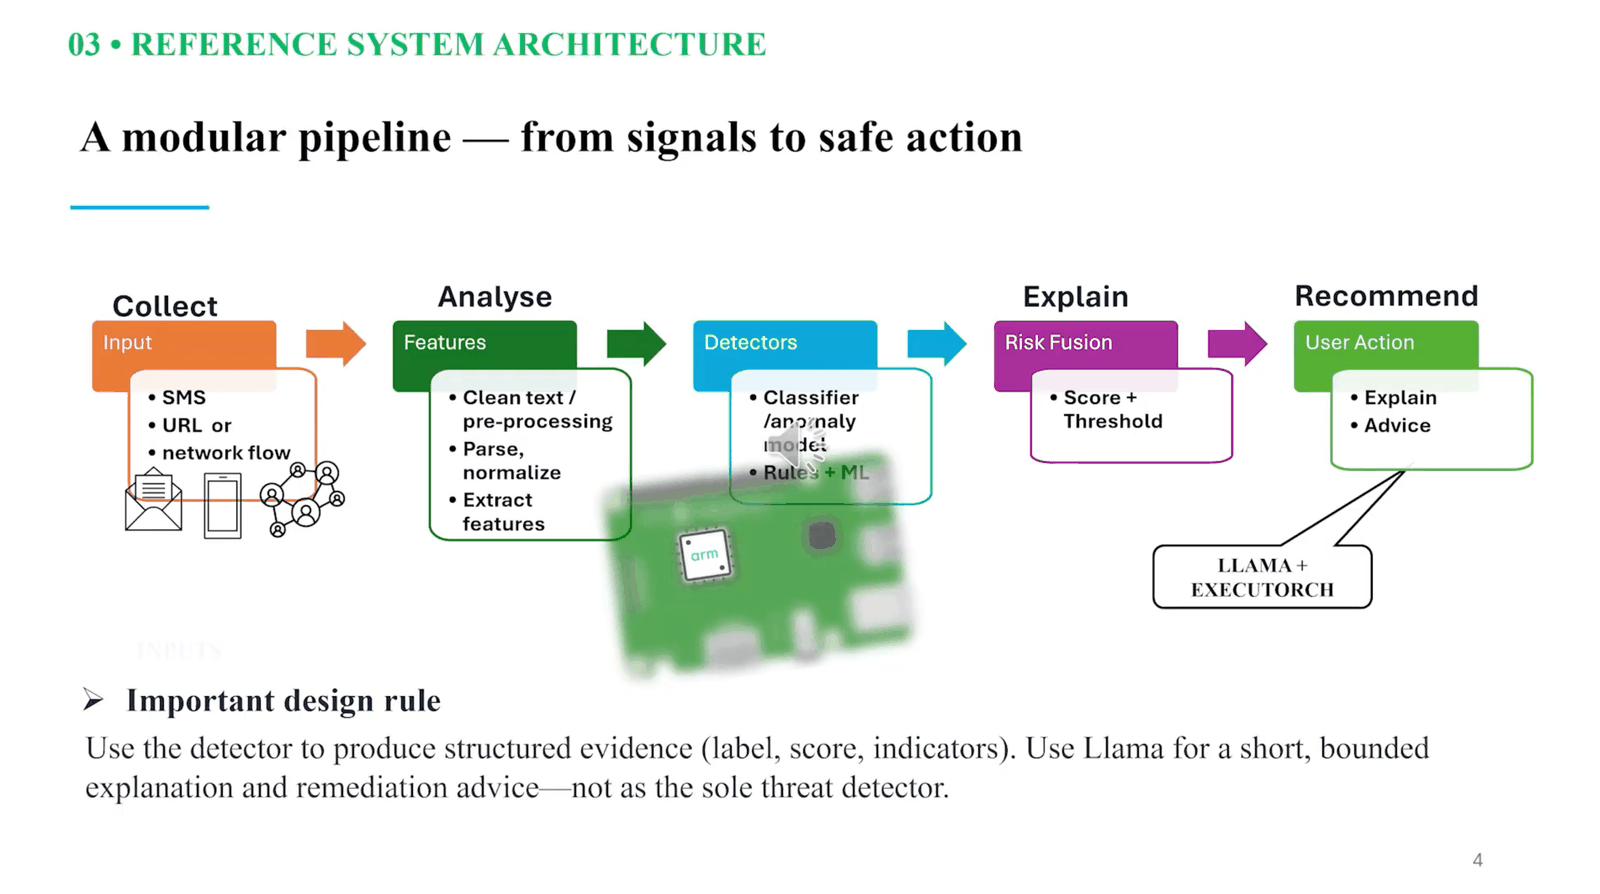 03 • REFERENCE SYSTEM ARCHITECTURE
A modular pipeline — from signals to safe action
Collect
Input
• SMS
• URL or
• network flow
Analyse
Features
• Clean text /
pre-processing
• Parse,
normalize
• Extract
features
Detectors
• Classifier
/anomaly
model
• Rules + ML
Explain
Risk Fusion
• Score +
Threshold
Recommend
User Action
• Explain
• Advice
LLAMA +
EXECUTORCH
arm
INPUTS
➢ Important design rule
Use the detector to produce structured evidence (label, score, indicators). Use Llama for a short, bounded
explanation and remediation advice—not as the sole threat detector.
4